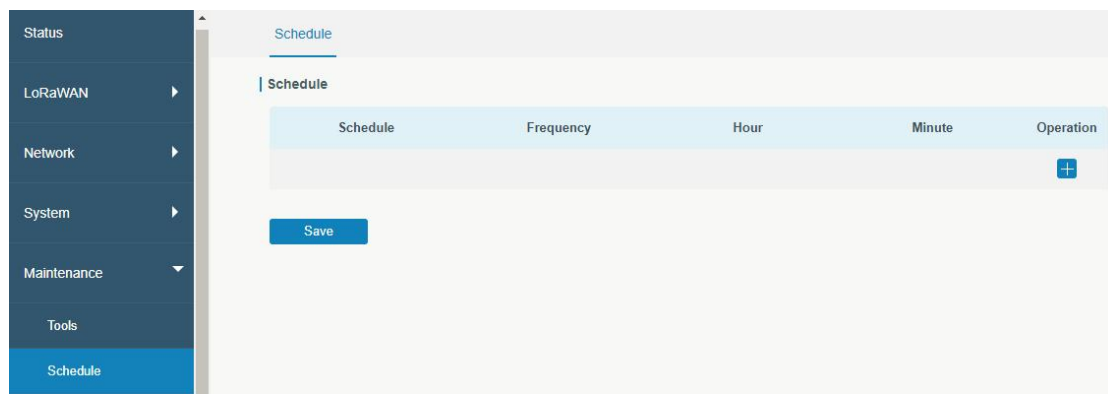 Status
LoRaWAN
Network
System
Maintenance
Tools
Schedule
Schedule
Schedule
Schedule Frequency Hour Minute Operation
Save